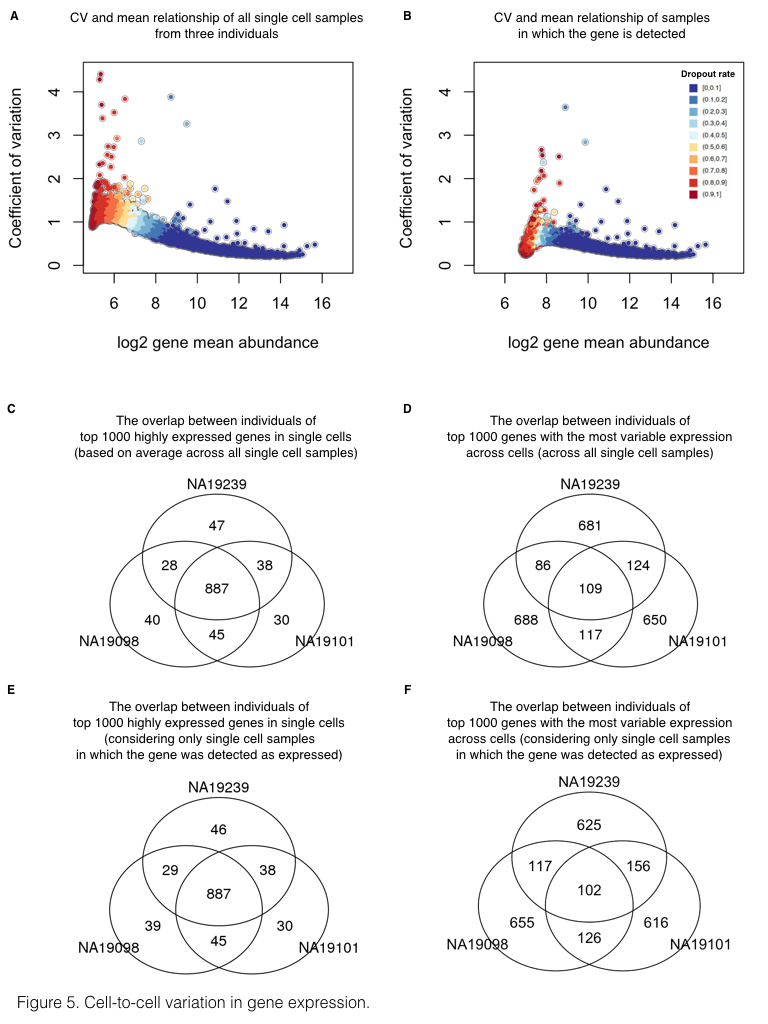 A
CV and mean relationship of all single cell samples
from three individuals
Coefficient of variation
4
3
2
1
0
6 8 10 12 14 16
log2 gene mean abundance
B
CV and mean relationship of samples
in which the gene is detected
Dropout rate
[0,0.1]
(0.1,0.2]
(0.2,0.3]
(0.3,0.4]
(0.4,0.5]
(0.5,0.6]
(0.6,0.7]
(0.7,0.8]
(0.8,0.9]
(0.9,1]
Coefficient of variation
4
3
2
1
0
6 8 10 12 14 16
log2 gene mean abundance
C
The overlap between individuals of
top 1000 highly expressed genes in single cells
(based on average across all single cell samples)
NA19239
47
28 38
887
40 30
45
NA19098 NA19101
D
The overlap between individuals of
top 1000 genes with the most variable expression
across cells (across all single cell samples)
NA19239
681
86 124
109
688 650
117
NA19098 NA19101
E
The overlap between individuals of
top 1000 highly expressed genes in single cells
(considering only single cell samples
in which the gene was detected as expressed)
NA19239
46
29 38
887
39 30
45
NA19098 NA19101
F
The overlap between individuals of
top 1000 genes with the most variable expression
across cells (considering only single cell samples
in which the gene was detected as expressed)
NA19239
625
117 156
102
655 616
126
NA19098 NA19101
Figure 5. Cell-to-cell variation in gene expression.